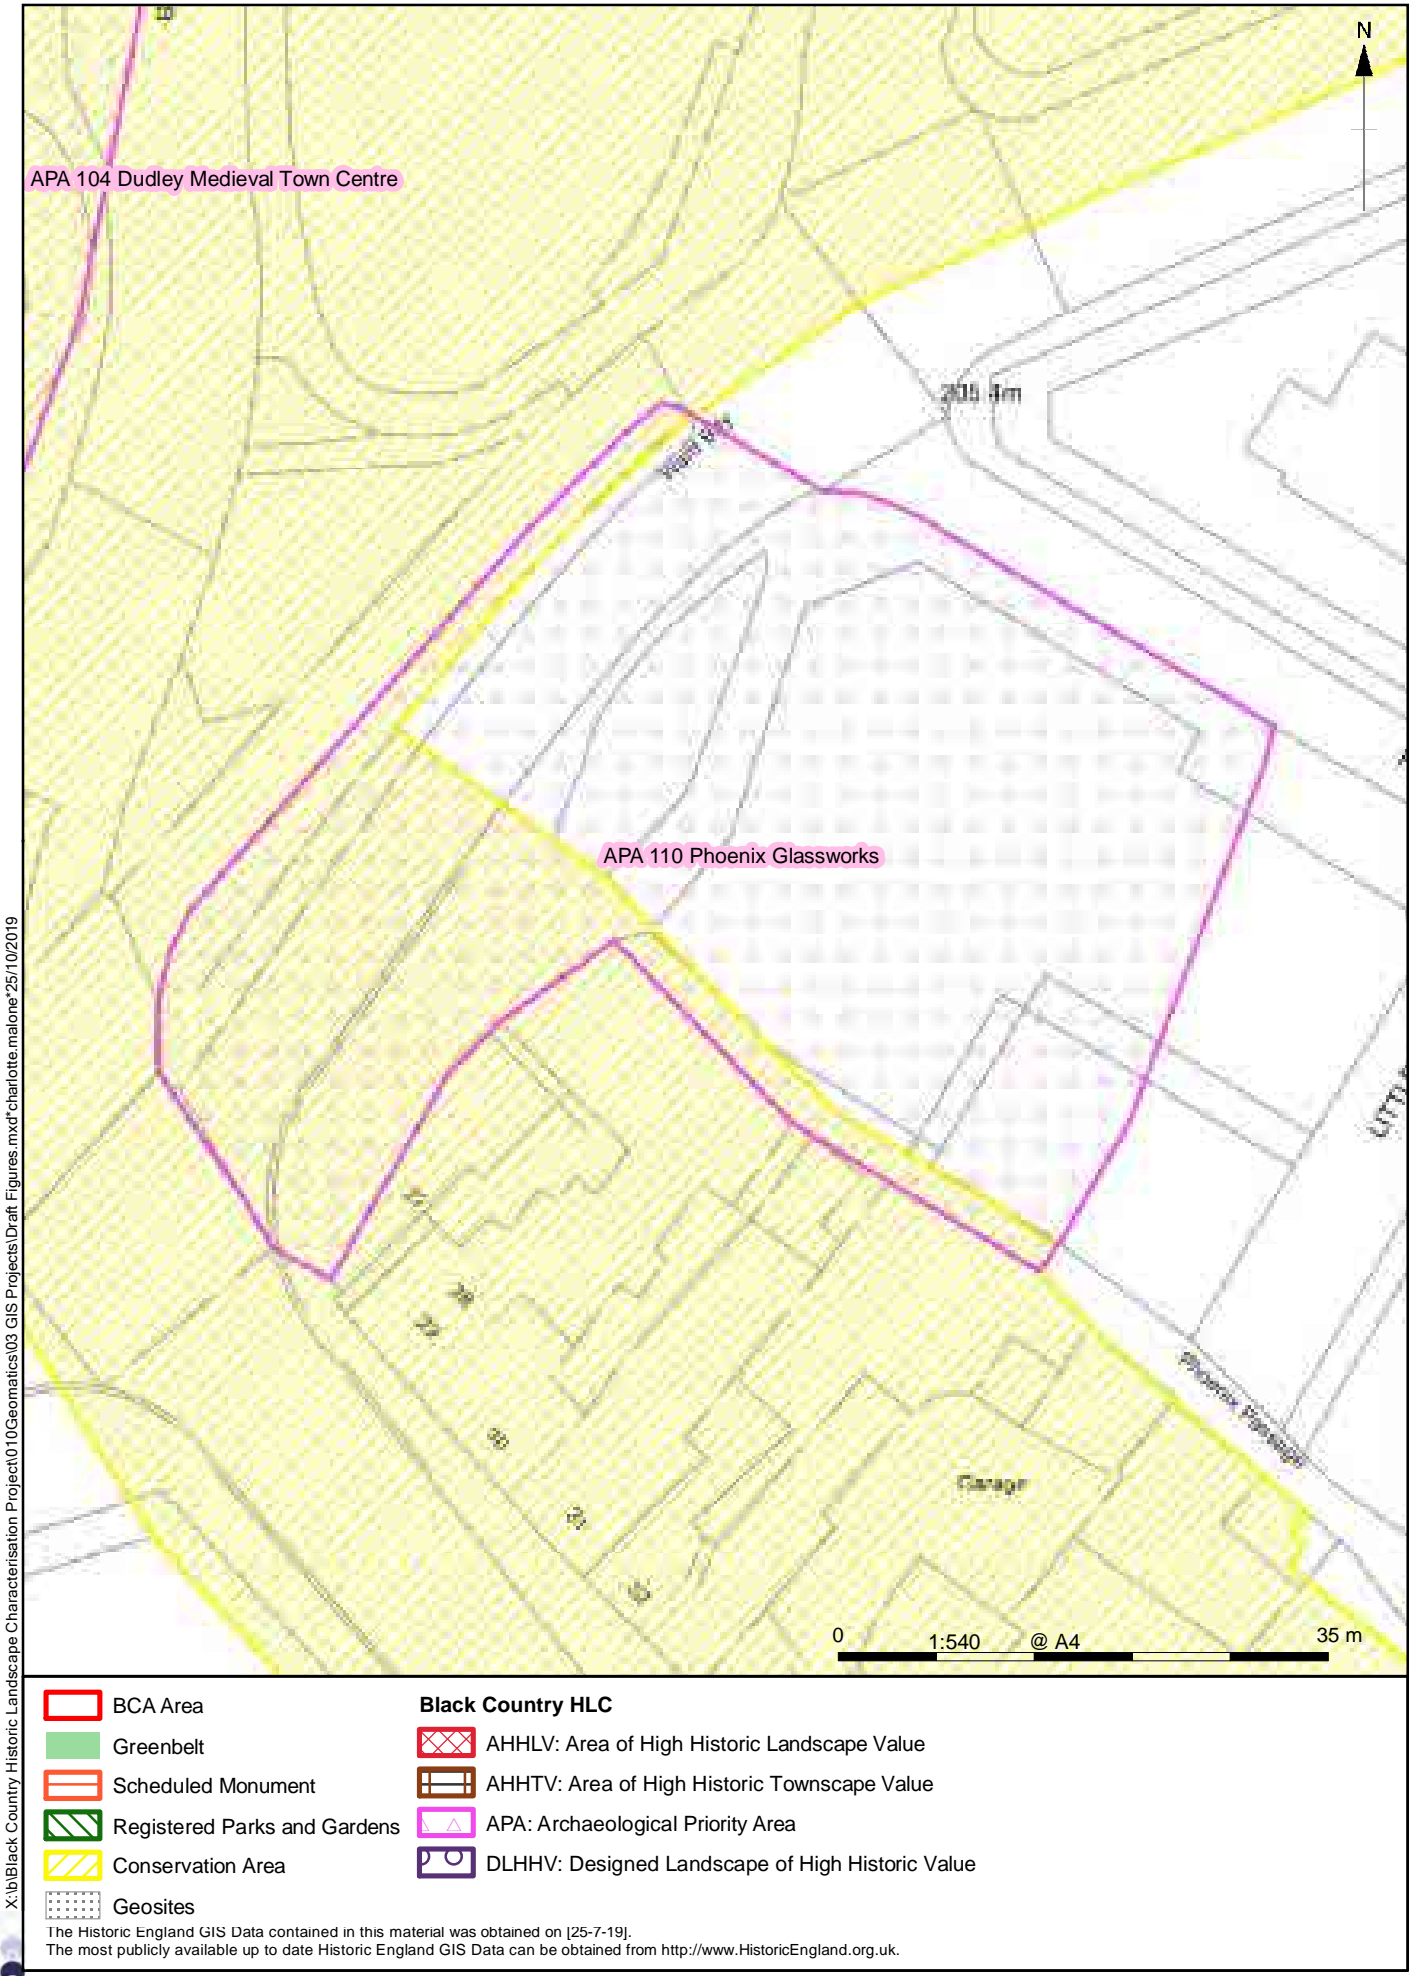 N
APA 104 Dudley Medieval Town Centre
205.4m
APA 110 Phoenix Glassworks
Phoenix Passage
Garage
0 1:540 @ A4 35 m
X:\b\Black Country Historic Landscape Characterisation Project\010Geomatics\03 GIS Projects\Draft Figures.mxd*charlotte.malone*25/10/2019
BCA Area
Greenbelt
Scheduled Monument
Registered Parks and Gardens
Conservation Area
Geosites
Black Country HLC
AHHLV: Area of High Historic Landscape Value
AHHTV: Area of High Historic Townscape Value
APA: Archaeological Priority Area
DLHHV: Designed Landscape of High Historic Value
The Historic England GIS Data contained in this material was obtained on [25-7-19].
The most publicly available up to date Historic England GIS Data can be obtained from http://www.HistoricEngland.org.uk.